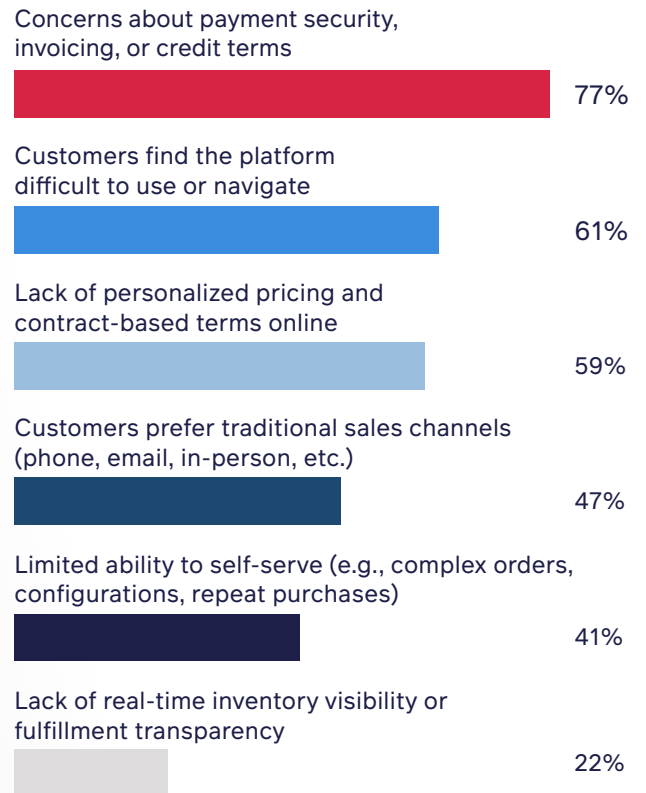 Concerns about payment security,
invoicing, or credit terms
77%
Customers find the platform
difficult to use or navigate
61%
Lack of personalized pricing and
contract-based terms online
59%
Customers prefer traditional sales channels
(phone, email, in-person, etc.)
47%
Limited ability to self-serve (e.g., complex orders,
configurations, repeat purchases)
41%
Lack of real-time inventory visibility or
fulfillment transparency
22%